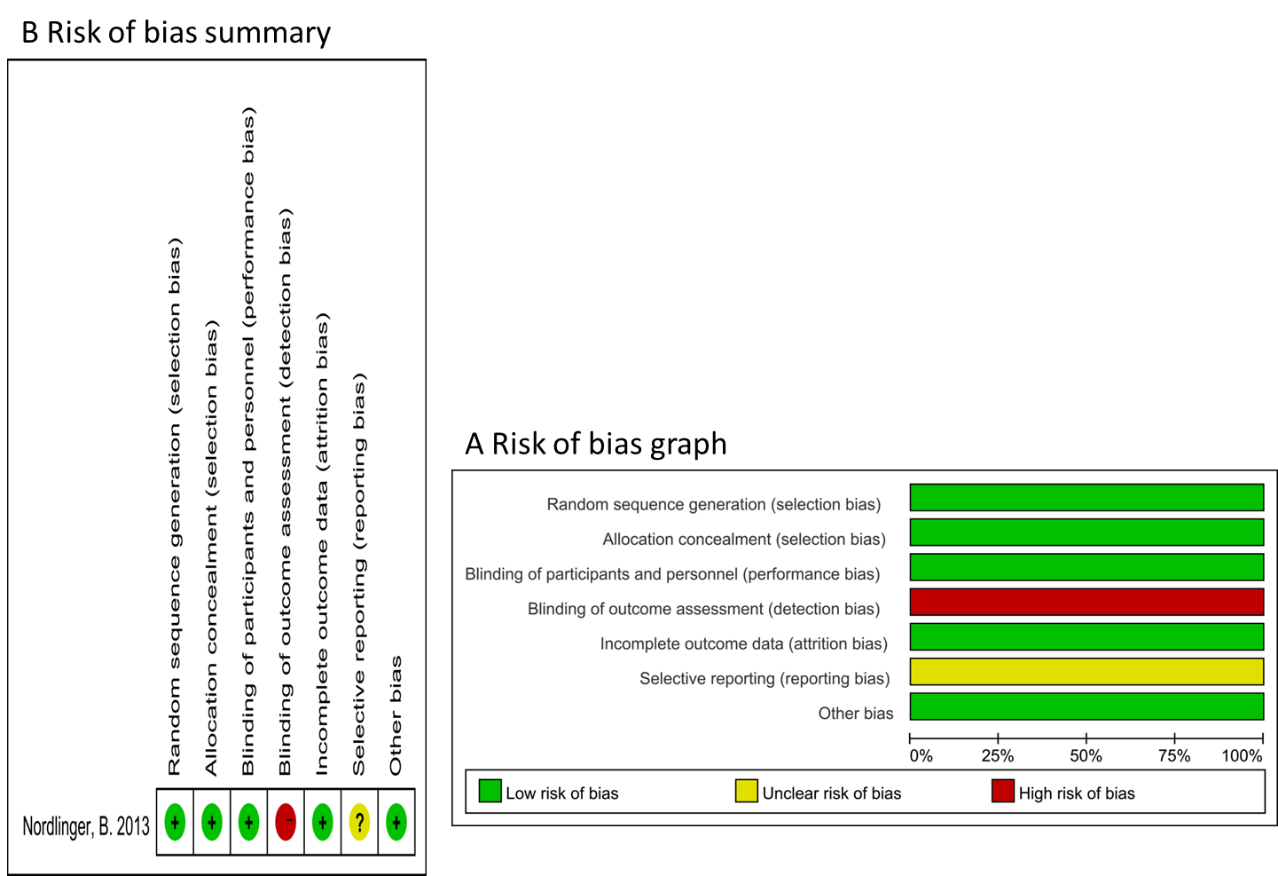 B Risk of bias summary
Random sequence generation (selection bias)
Allocation concealment (selection bias)
Blinding of participants and personnel (performance bias)
Blinding of outcome assessment (detection bias)
Incomplete outcome data (attrition bias)
Selective reporting (reporting bias)
Other bias
Nordlinger, B. 2013 + + + - + ? +
A Risk of bias graph
Random sequence generation (selection bias)
Allocation concealment (selection bias)
Blinding of participants and personnel (performance bias)
Blinding of outcome assessment (detection bias)
Incomplete outcome data (attrition bias)
Selective reporting (reporting bias)
Other bias
0% 25% 50% 75% 100%
Low risk of bias Unclear risk of bias High risk of bias